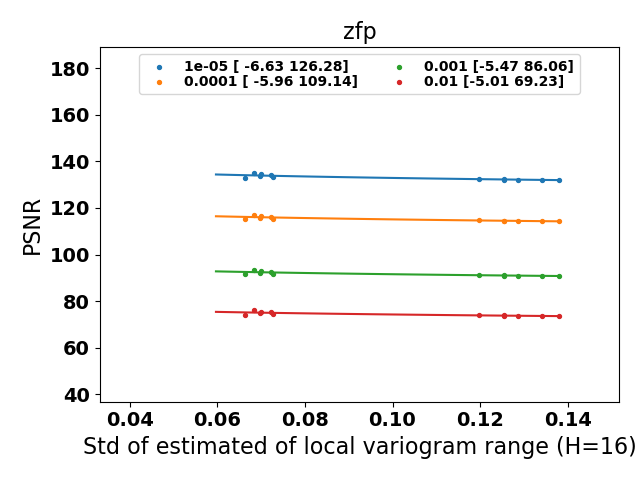 zfp
1e-05 [ -6.63 126.28]
0.0001 [ -5.96 109.14]
0.001 [-5.47 86.06]
0.01 [-5.01 69.23]
180
160
140
120
100
80
60
40
PSNR
0.04 0.06 0.08 0.10 0.12 0.14
Std of estimated of local variogram range (H=16)